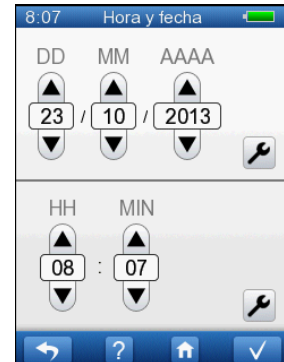 8:07 Hora y fecha
DD MM AAAA
23 / 10 / 2013
HH MIN
08 : 07
?